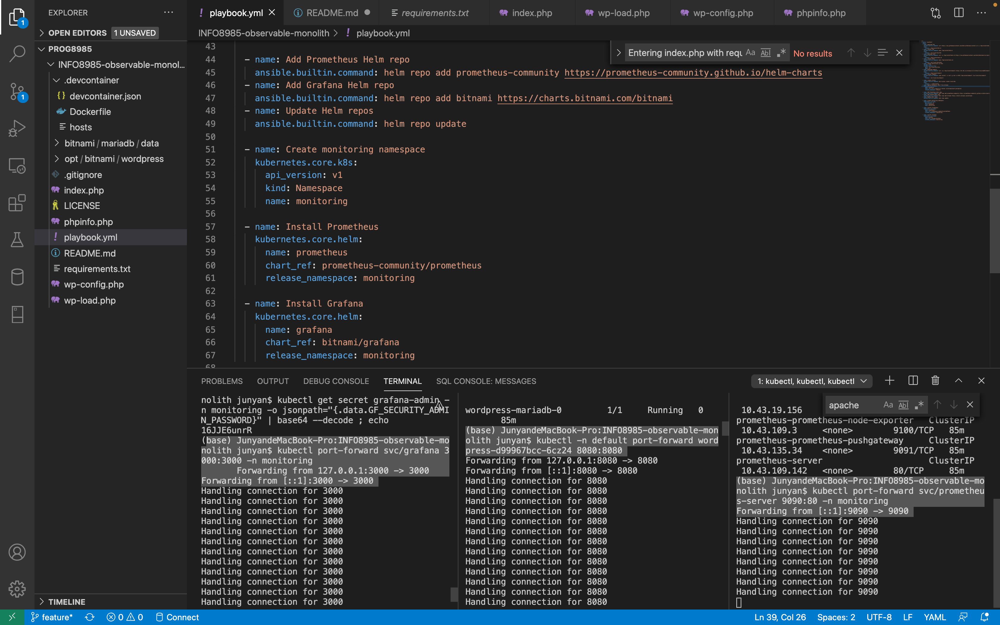 EXPLORER
playbook.yml
README.md
requirements.txt
index.php
wp-load.php
wp-config.php
phpinfo.php
1
OPEN EDITORS
1 UNSAVED
INFO8985-observable-monolith > playbook.yml
PROG8985
INFO8985-observable-monol...
.devcontainer
devcontainer.json
Dockerfile
hosts
bitnami / mariadb / data
opt / bitnami / wordpress
.gitignore
index.php
LICENSE
phpinfo.php
playbook.yml
README.md
requirements.txt
wp-config.php
wp-load.php
TIMELINE
1
Entering index.php with requ
Aa
Abl
.*
No results
43
44 - name: Add Prometheus Helm repo
45 ansible.builtin.command: helm repo add prometheus-community https://prometheus-community.github.io/helm-charts
46 - name: Add Grafana Helm repo
47 ansible.builtin.command: helm repo add bitnami https://charts.bitnami.com/bitnami
48 - name: Update Helm repos
49 ansible.builtin.command: helm repo update
50
51 - name: Create monitoring namespace
52 kubernetes.core.k8s:
53 api_version: v1
54 kind: Namespace
55 name: monitoring
56
57 - name: Install Prometheus
58 kubernetes.core.helm:
59 name: prometheus
60 chart_ref: prometheus-community/prometheus
61 release_namespace: monitoring
62
63 - name: Install Grafana
64 kubernetes.core.helm:
65 name: grafana
66 chart_ref: bitnami/grafana
67 release_namespace: monitoring
68
PROBLEMS
OUTPUT
DEBUG CONSOLE
TERMINAL
SQL CONSOLE: MESSAGES
1: kubectl, kubectl, kubectl
nolith junyan$ kubectl get secret grafana-admin -
n monitoring -o jsonpath="{.data.GF_SECURITY_ADMI
N_PASSWORD}" | base64 --decode ; echo
16JJE6unrR
(base) JunyandeMacBook-Pro:INFO8985-observable-mo
nolith junyan$ kubectl port-forward svc/grafana 3
000:3000 -n monitoring
Forwarding from 127.0.0.1:3000 -> 3000
Forwarding from [::1]:3000 -> 3000
Handling connection for 3000
Handling connection for 3000
Handling connection for 3000
Handling connection for 3000
Handling connection for 3000
Handling connection for 3000
Handling connection for 3000
Handling connection for 3000
Handling connection for 3000
Handling connection for 3000
Handling connection for 3000
Handling connection for 3000
wordpress-mariadb-0 1/1 Running 0
85m
(base) JunyandeMacBook-Pro:INFO8985-observable-mon
olith junyan$ kubectl -n default port-forward word
press-d99967bcc-6cz24 8080:8080
Forwarding from 127.0.0.1:8080 -> 8080
Forwarding from [::1]:8080 -> 8080
Handling connection for 8080
Handling connection for 8080
Handling connection for 8080
Handling connection for 8080
Handling connection for 8080
Handling connection for 8080
Handling connection for 8080
Handling connection for 8080
Handling connection for 8080
Handling connection for 8080
Handling connection for 8080
Handling connection for 8080
Handling connection for 8080
apache
Aa
Abl
.*
10.43.19.156
prometheus-prometheus-node-exporter ClusterIP
10.43.109.3 <none> 9100/TCP 85m
prometheus-prometheus-pushgateway ClusterIP
10.43.135.34 <none> 9091/TCP 85m
prometheus-server ClusterIP
10.43.109.142 <none> 80/TCP 85m
(base) JunyandeMacBook-Pro:INFO8985-observable-mo
nolith junyan$ kubectl port-forward svc/prometheu
s-server 9090:80 -n monitoring
Forwarding from [::1]:9090 -> 9090
Handling connection for 9090
Handling connection for 9090
Handling connection for 9090
Handling connection for 9090
Handling connection for 9090
Handling connection for 9090
Handling connection for 9090
Handling connection for 9090
feature*
0
0
Connect
Ln 39, Col 26
Spaces: 2
UTF-8
LF
YAML